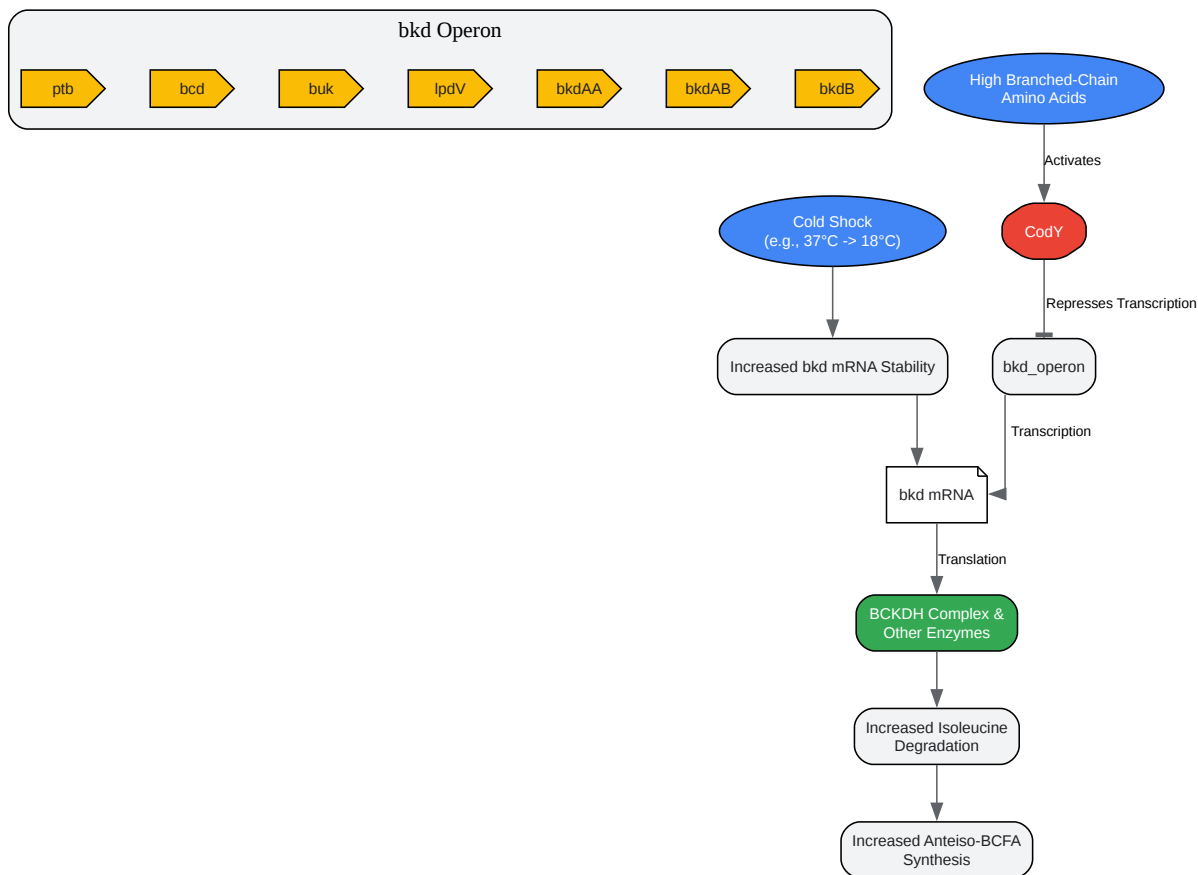 bkd Operon
ptb
bcd
buk
lpdV
bkdAA
bkdAB
bkdB
High Branched-Chain
Amino Acids
Activates
Cold Shock
(e.g., 37°C -> 18°C)
CodY
Represses Transcription
Increased bkd mRNA Stability
bkd_operon
Transcription
bkd mRNA
Translation
BCKDH Complex &
Other Enzymes
Increased Isoleucine
Degradation
Increased Anteiso-BCFA
Synthesis